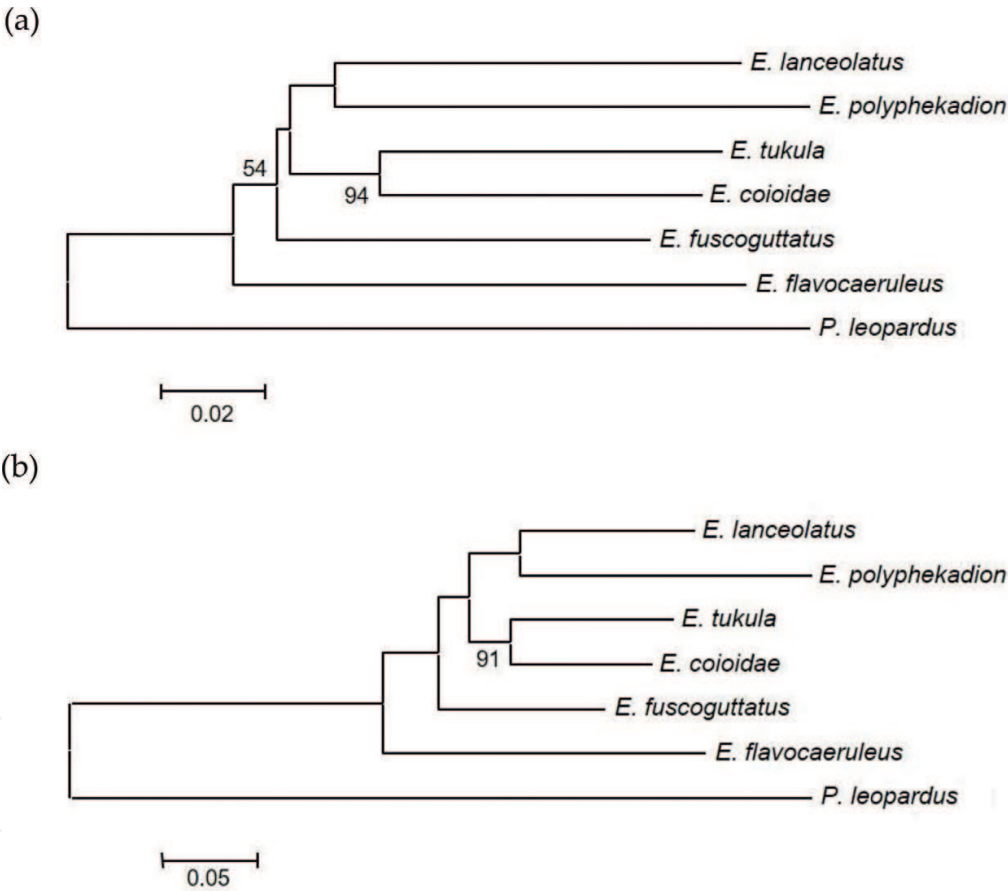 (a)
E. lanceolatus
E. polyphekadion
E. tukula
54
94
E. coioidae
E. fuscoguttatus
E. flavocaeruleus
P. leopardus
0.02
(b)
E. lanceolatus
E. polyphekadion
E. tukula
91
E. coioidae
E. fuscoguttatus
E. flavocaeruleus
P. leopardus
0.05